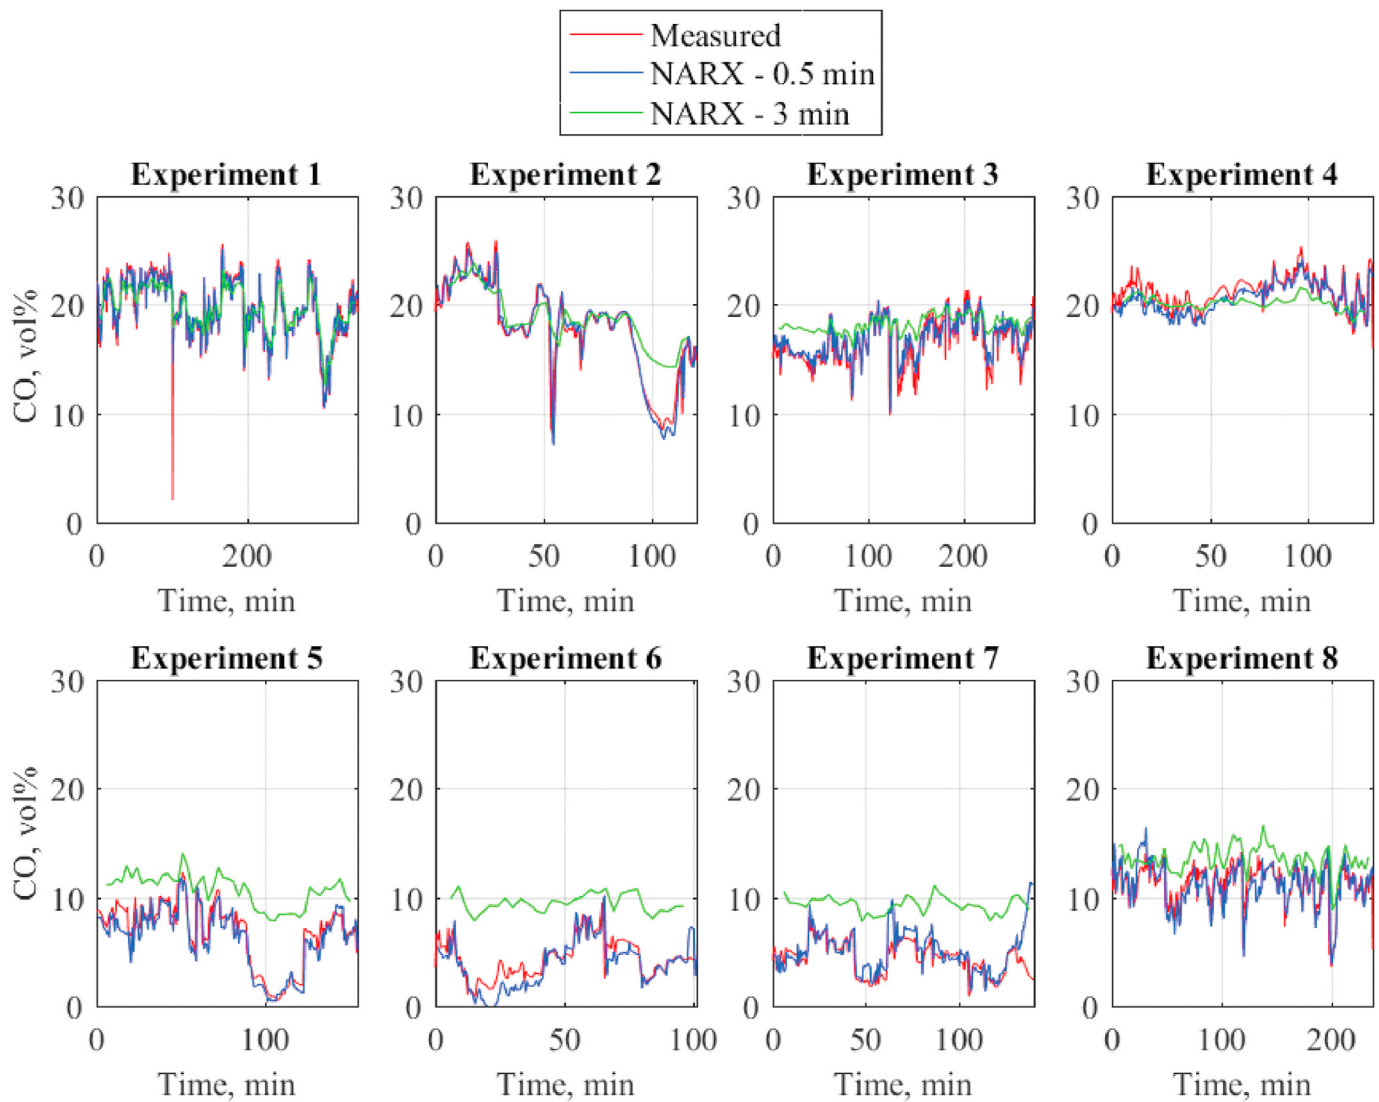 Measured
NARX - 0.5 min
NARX - 3 min
Experiment 1 Experiment 2 Experiment 3 Experiment 4
30 30 30 30
20 20 20 20
10 10 10 10
0 0 0 0
CO, vol%
0 200 0 50 100 0 100 200 0 50 100
Time, min Time, min Time, min Time, min
Experiment 5 Experiment 6 Experiment 7 Experiment 8
30 30 30 30
20 20 20 20
10 10 10 10
0 0 0 0
CO, vol%
0 100 0 50 100 0 50 100 0 100 200
Time, min Time, min Time, min Time, min